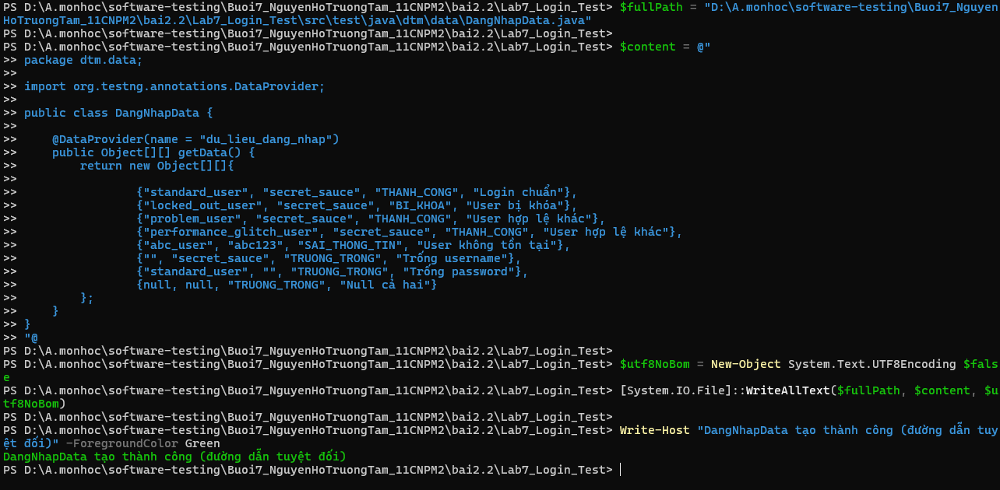 PS D:\A.monhoc\software-testing\Buoi7_NguyenHoTruongTam_11CNPM2\bai2.2\Lab7_Login_Test> $fullPath = "D:\A.monhoc\software-testing\Buoi7_Nguyen
HoTruongTam_11CNPM2\bai2.2\Lab7_Login_Test\src\test\java\dtm\data\DangNhapData.java"
PS D:\A.monhoc\software-testing\Buoi7_NguyenHoTruongTam_11CNPM2\bai2.2\Lab7_Login_Test>
PS D:\A.monhoc\software-testing\Buoi7_NguyenHoTruongTam_11CNPM2\bai2.2\Lab7_Login_Test> $content = @"
>> package dtm.data;
>>
>> import org.testng.annotations.DataProvider;
>>
>> public class DangNhapData {
>>
>>     @DataProvider(name = "du_lieu_dang_nhap")
>>     public Object[][] getData() {
>>         return new Object[][]{
>>
>>                 {"standard_user", "secret_sauce", "THANH_CONG", "Login chuẩn"},
>>                 {"locked_out_user", "secret_sauce", "BI_KHOA", "User bị khóa"},
>>                 {"problem_user", "secret_sauce", "THANH_CONG", "User hợp lệ khác"},
>>                 {"performance_glitch_user", "secret_sauce", "THANH_CONG", "User hợp lệ khác"},
>>                 {"abc_user", "abc123", "SAI_THONG_TIN", "User không tồn tại"},
>>                 {"", "secret_sauce", "TRUONG_TRONG", "Trống username"},
>>                 {"standard_user", "", "TRUONG_TRONG", "Trống password"},
>>                 {null, null, "TRUONG_TRONG", "Null cả hai"}
>>         };
>>     }
>> }
>> "@
PS D:\A.monhoc\software-testing\Buoi7_NguyenHoTruongTam_11CNPM2\bai2.2\Lab7_Login_Test>
PS D:\A.monhoc\software-testing\Buoi7_NguyenHoTruongTam_11CNPM2\bai2.2\Lab7_Login_Test> $utf8NoBom = New-Object System.Text.UTF8Encoding $fals
e
PS D:\A.monhoc\software-testing\Buoi7_NguyenHoTruongTam_11CNPM2\bai2.2\Lab7_Login_Test> [System.IO.File]::WriteAllText($fullPath, $content, $u
tf8NoBom)
PS D:\A.monhoc\software-testing\Buoi7_NguyenHoTruongTam_11CNPM2\bai2.2\Lab7_Login_Test>
PS D:\A.monhoc\software-testing\Buoi7_NguyenHoTruongTam_11CNPM2\bai2.2\Lab7_Login_Test> Write-Host "DangNhapData tạo thành công (đường dẫn tuy
ệt đối)" -ForegroundColor Green
DangNhapData tạo thành công (đường dẫn tuyệt đối)
PS D:\A.monhoc\software-testing\Buoi7_NguyenHoTruongTam_11CNPM2\bai2.2\Lab7_Login_Test>